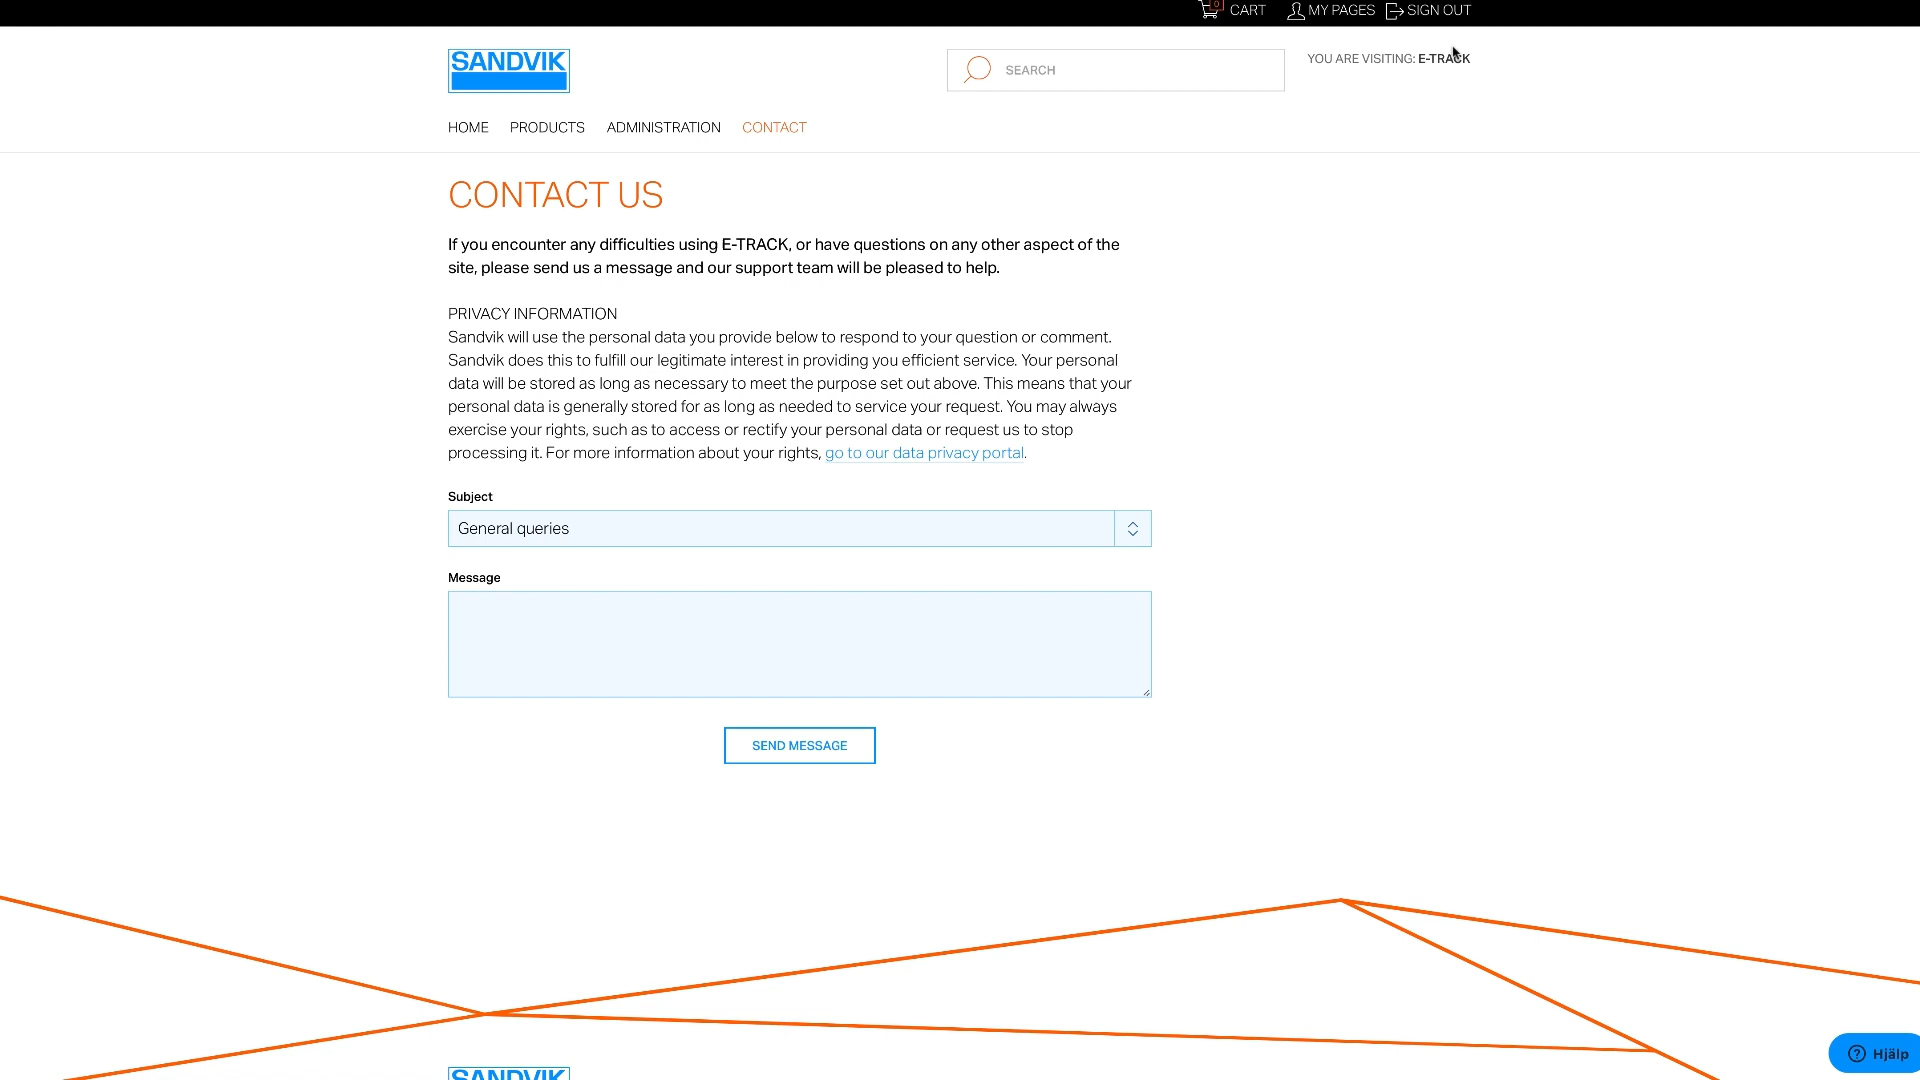 0
CART
MY PAGES
SIGN OUT
SANDVIK
SEARCH
YOU ARE VISITING: E-TRACK
HOME
PRODUCTS
ADMINISTRATION
CONTACT
CONTACT US
If you encounter any difficulties using E-TRACK, or have questions on any other aspect of the
site, please send us a message and our support team will be pleased to help.
PRIVACY INFORMATION
Sandvik will use the personal data you provide below to respond to your question or comment.
Sandvik does this to fulfill our legitimate interest in providing you efficient service. Your personal
data will be stored as long as necessary to meet the purpose set out above. This means that your
personal data is generally stored for as long as needed to service your request. You may always
exercise your rights, such as to access or rectify your personal data or request us to stop
processing it. For more information about your rights, go to our data privacy portal.
Subject
General queries
Message
SEND MESSAGE
Hjälp
SANDVIK